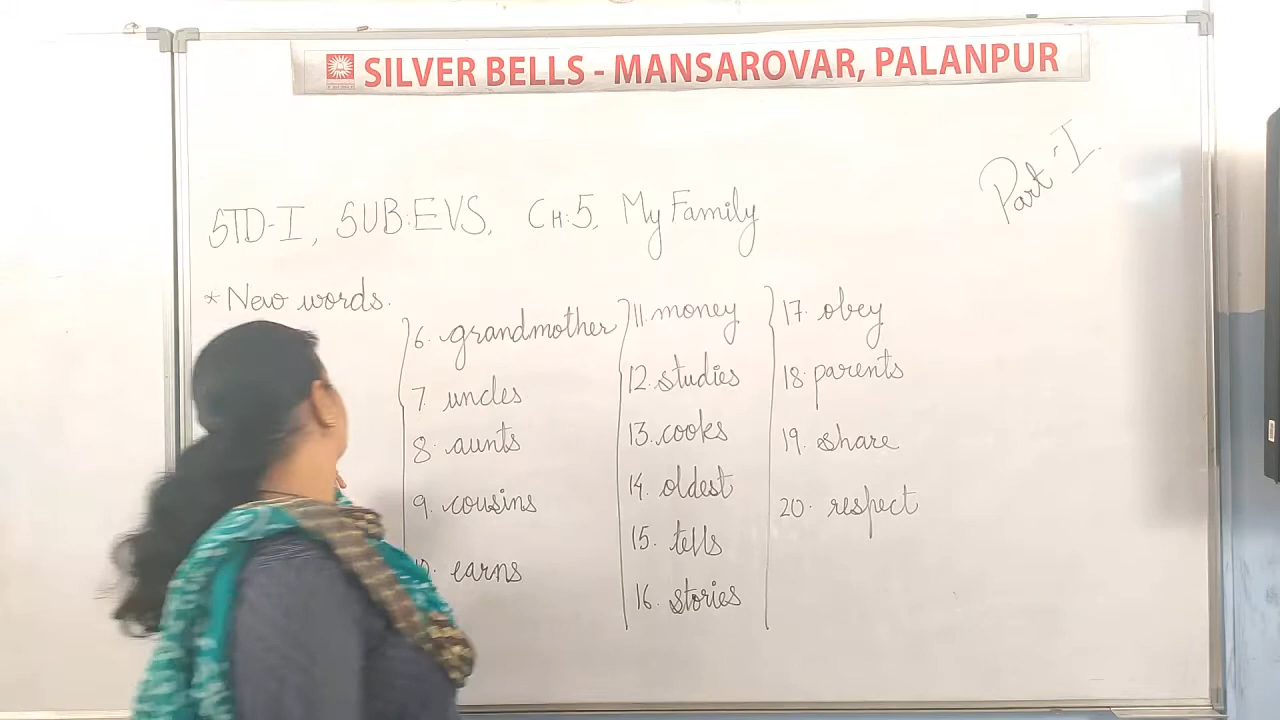 SILVER BELLS - MANSAROVAR, PALANPUR
Part-I.
STD-I, SUB:EVS, CH:5, My Family
* New words.
6. grandmother
7. uncles
8. aunts
9. cousins
earns
11. money
12. studies
13. cooks
14. oldest
15. tells
16. stories
17. obey
18. parents
19. share
20. respect